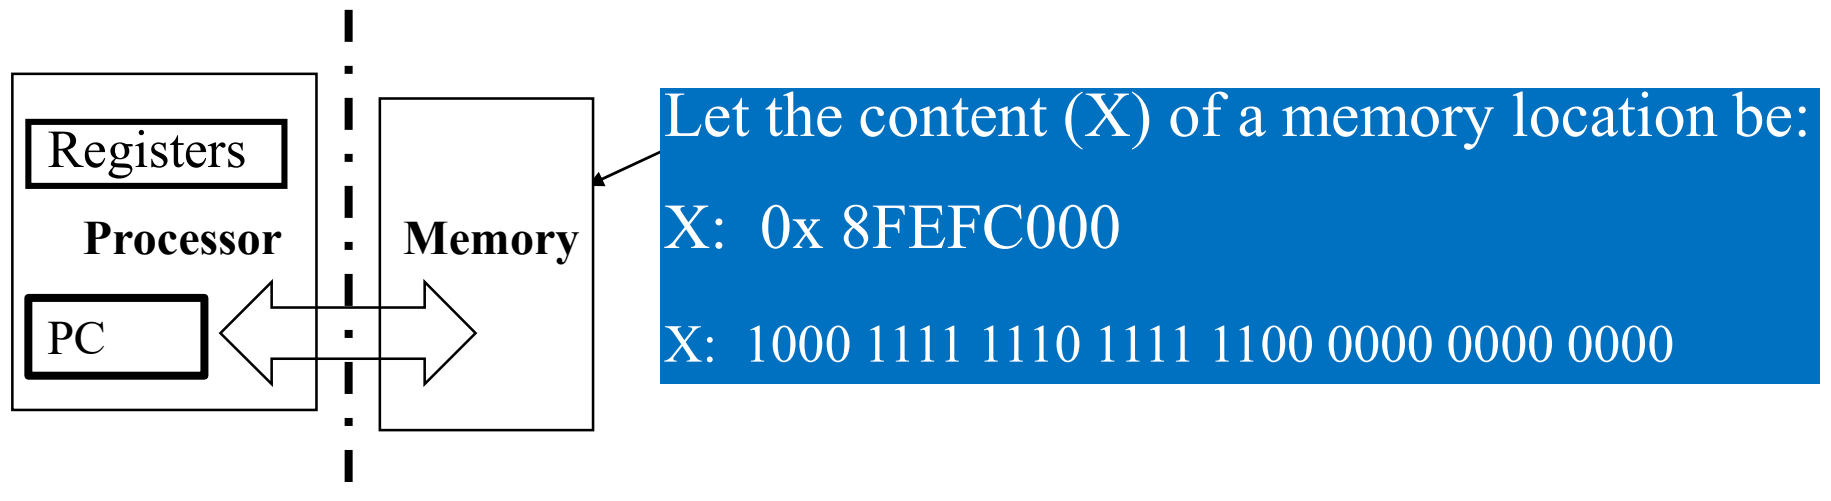 Registers
Processor
PC
Memory
Let the content (X) of a memory location be:
X: 0x 8FEFC000
X: 1000 1111 1110 1111 1100 0000 0000 0000